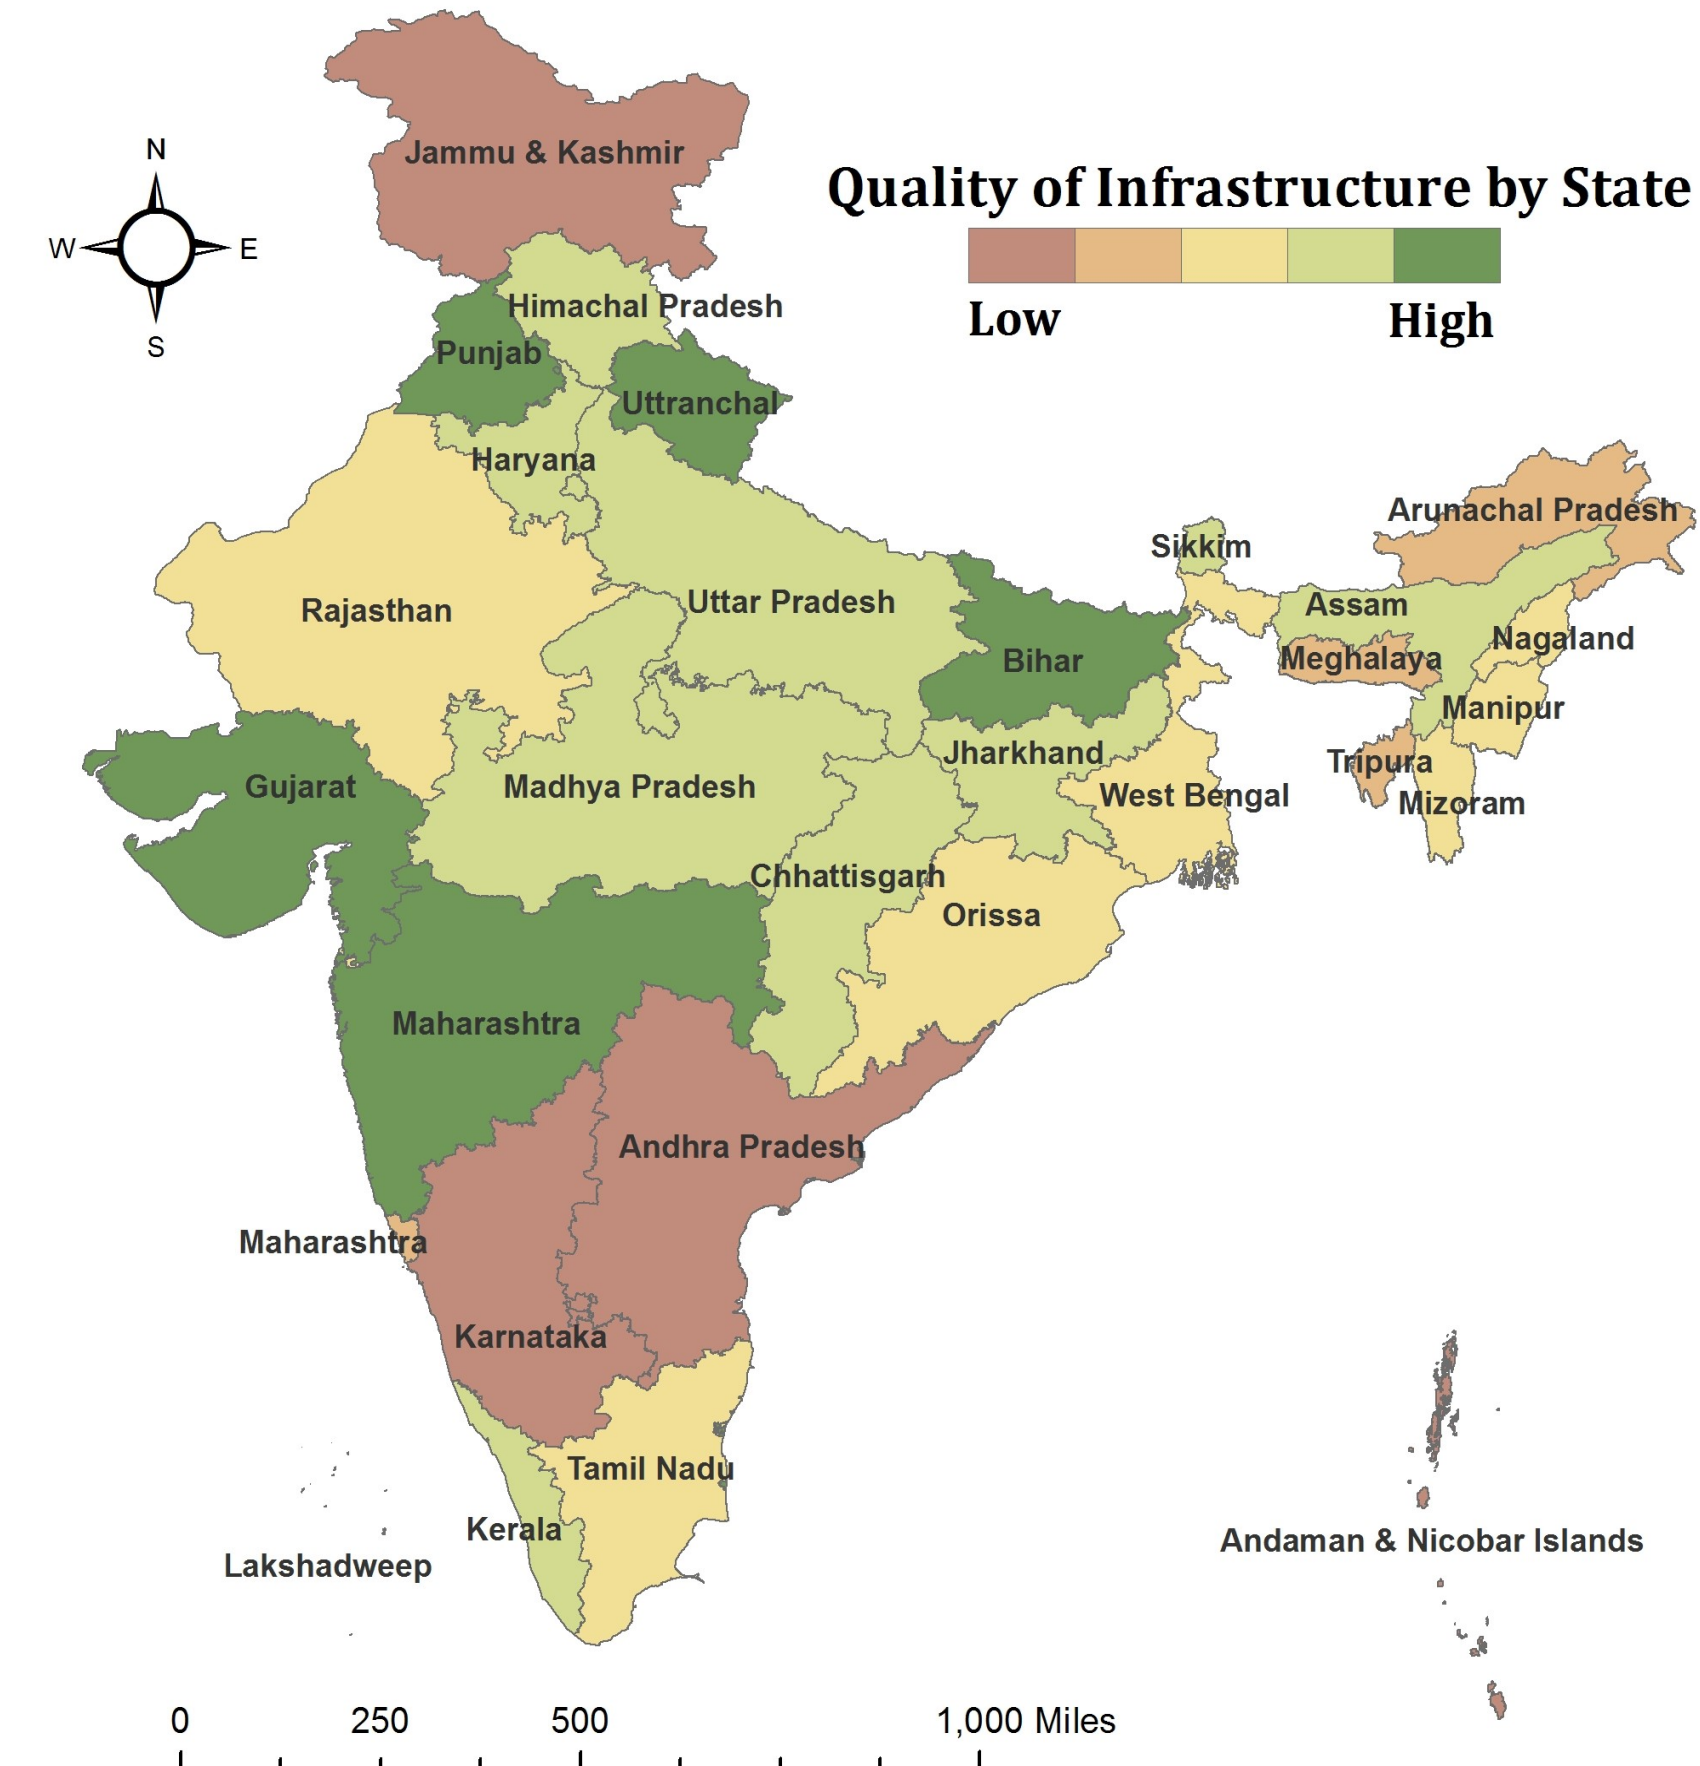 Jammu & Kashmir
N
W
E
S
Quality of Infrastructure by State
Low
High
Himachal Pradesh
Punjab
Uttranchal
Haryana
Arunachal Pradesh
Sikkim
Rajasthan
Uttar Pradesh
Assam
Nagaland
Bihar
Meghalaya
Manipur
Jharkhand
Tripura
Gujarat
Madhya Pradesh
West Bengal
Mizoram
Chhattisgarh
Orissa
Maharashtra
Andhra Pradesh
Maharashtra
Karnataka
Tamil Nadu
Kerala
Andaman & Nicobar Islands
Lakshadweep
0 250 500 1,000 Miles